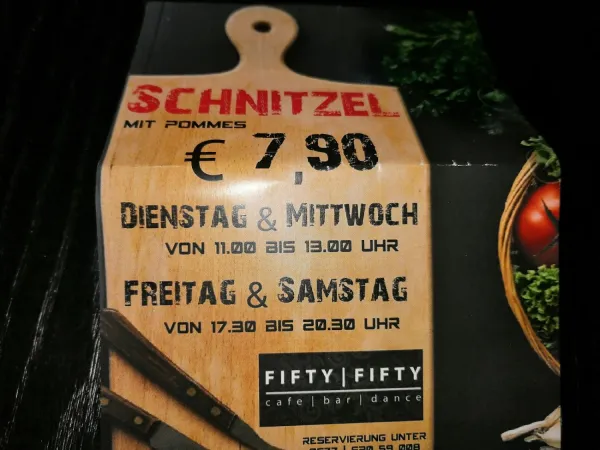 SCHNITZEL
MIT POMMES
€ 7,90
DIENSTAG & MITTWOCH
VON 11.00 BIS 13.00 UHR
FREITAG & SAMSTAG
VON 17.30 BIS 20.30 UHR
FIFTY | FIFTY
cafe | bar | dance
RESERVIERUNG UNTER